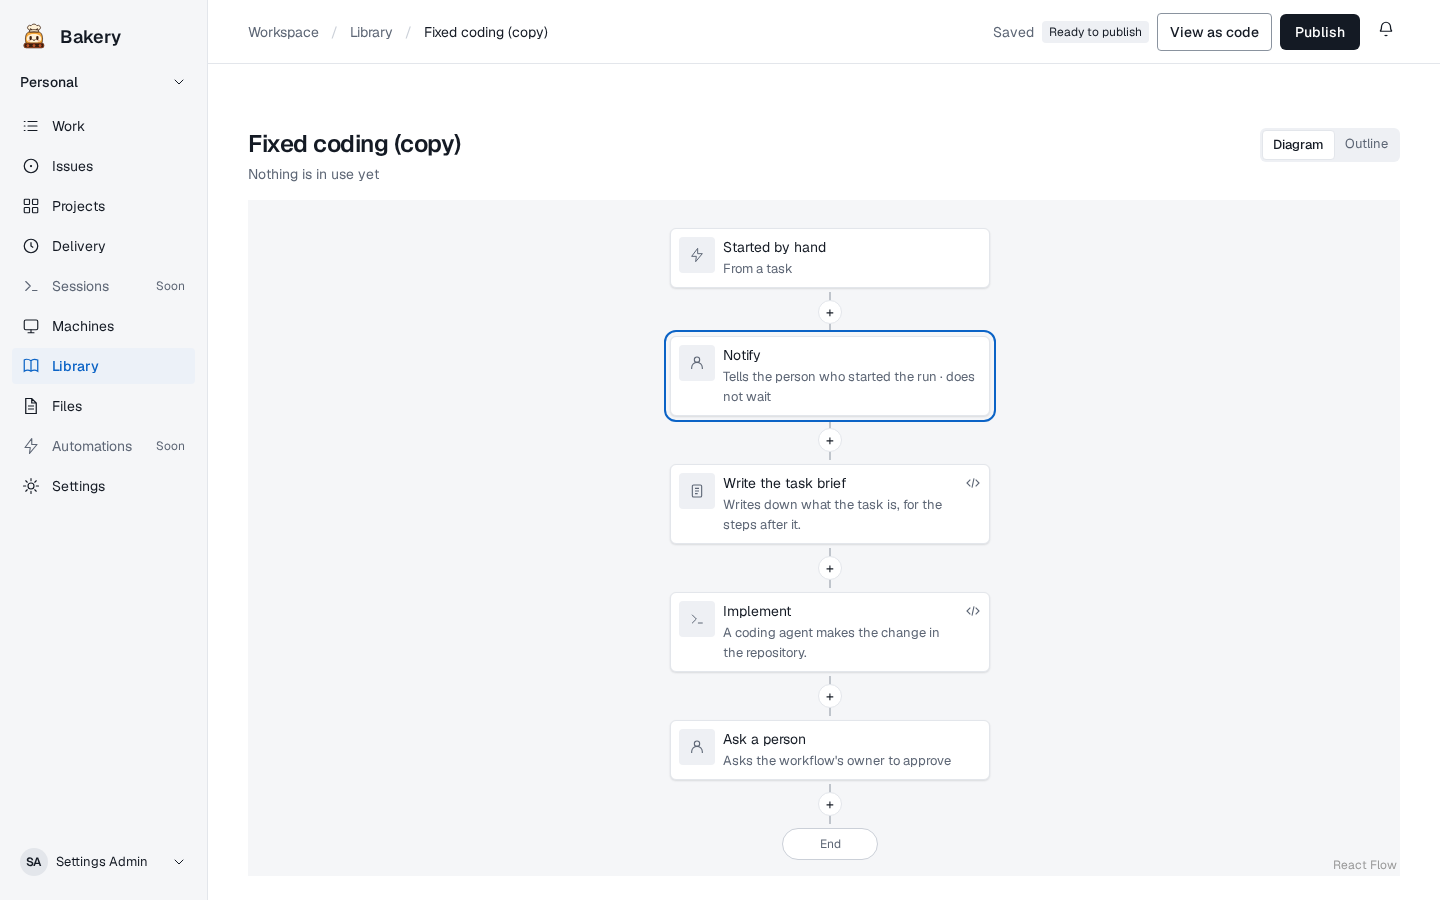 Bakery
Workspace / Library / Fixed coding (copy)
Saved
Ready to publish
View as code
Publish
Personal
Work
Issues
Projects
Delivery
Sessions Soon
Machines
Library
Files
Automations Soon
Settings
SA Settings Admin
Fixed coding (copy)
Nothing is in use yet
Diagram
Outline
Started by hand
From a task
+
Notify
Tells the person who started the run · does
not wait
+
Write the task brief
Writes down what the task is, for the
steps after it.
+
Implement
A coding agent makes the change in
the repository.
+
Ask a person
Asks the workflow's owner to approve
+
End
React Flow